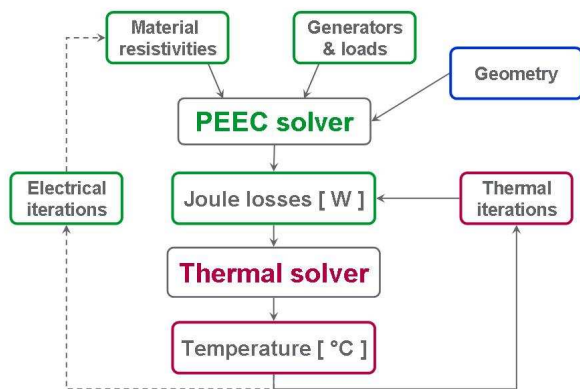 Material
resistivities
Generators
& loads
Geometry
PEEC solver
Electrical
iterations
Joule losses [ W ]
Thermal
iterations
Thermal solver
Temperature [ °C ]